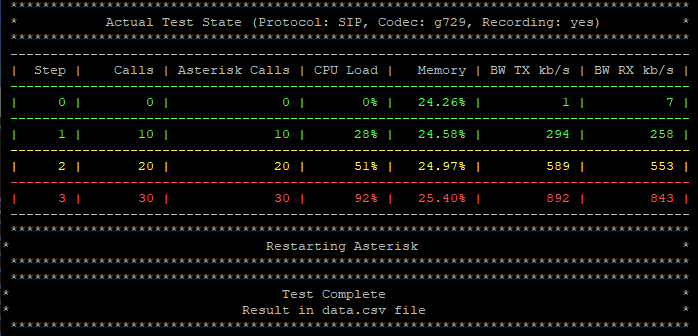 ************************************************************************************
* Actual Test State (Protocol: SIP, Codec: g729, Recording: yes) *
************************************************************************************
------------------------------------------------------------------------------------
| Step | Calls | Asterisk Calls | CPU Load | Memory | BW TX kb/s | BW RX kb/s |
------------------------------------------------------------------------------------
| 0 | 0 | 0 | 0% | 24.26% | 1 | 7 |
------------------------------------------------------------------------------------
| 1 | 10 | 10 | 28% | 24.58% | 294 | 258 |
------------------------------------------------------------------------------------
| 2 | 20 | 20 | 51% | 24.97% | 589 | 553 |
------------------------------------------------------------------------------------
| 3 | 30 | 30 | 92% | 25.40% | 892 | 843 |
------------------------------------------------------------------------------------
************************************************************************************
* Restarting Asterisk *
************************************************************************************
************************************************************************************
* Test Complete *
* Result in data.csv file *
************************************************************************************